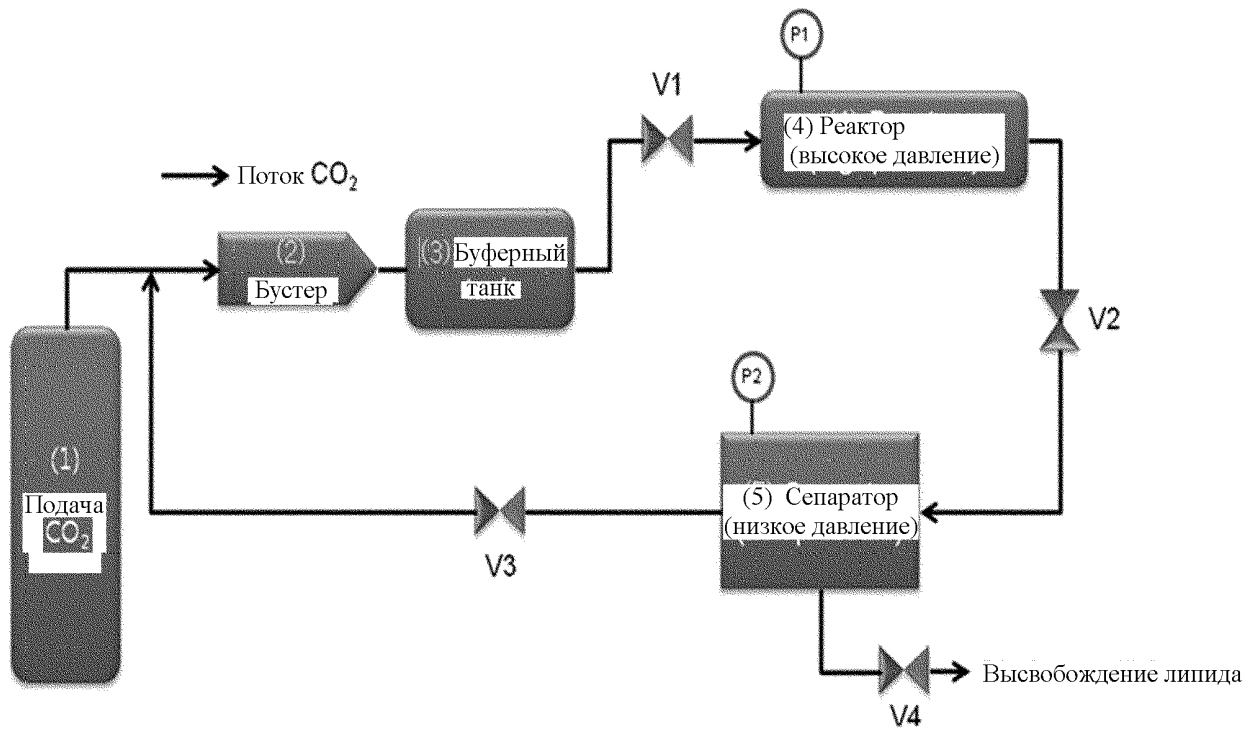 P1
V1
(4) Реактор
(высокое давление)
Поток CO₂
(2)
Бустер
(3) Буферный
танк
V2
P2
(1)
Подача
CO₂
(5) Сепаратор
(низкое давление)
V3
Высвобождение липида
V4